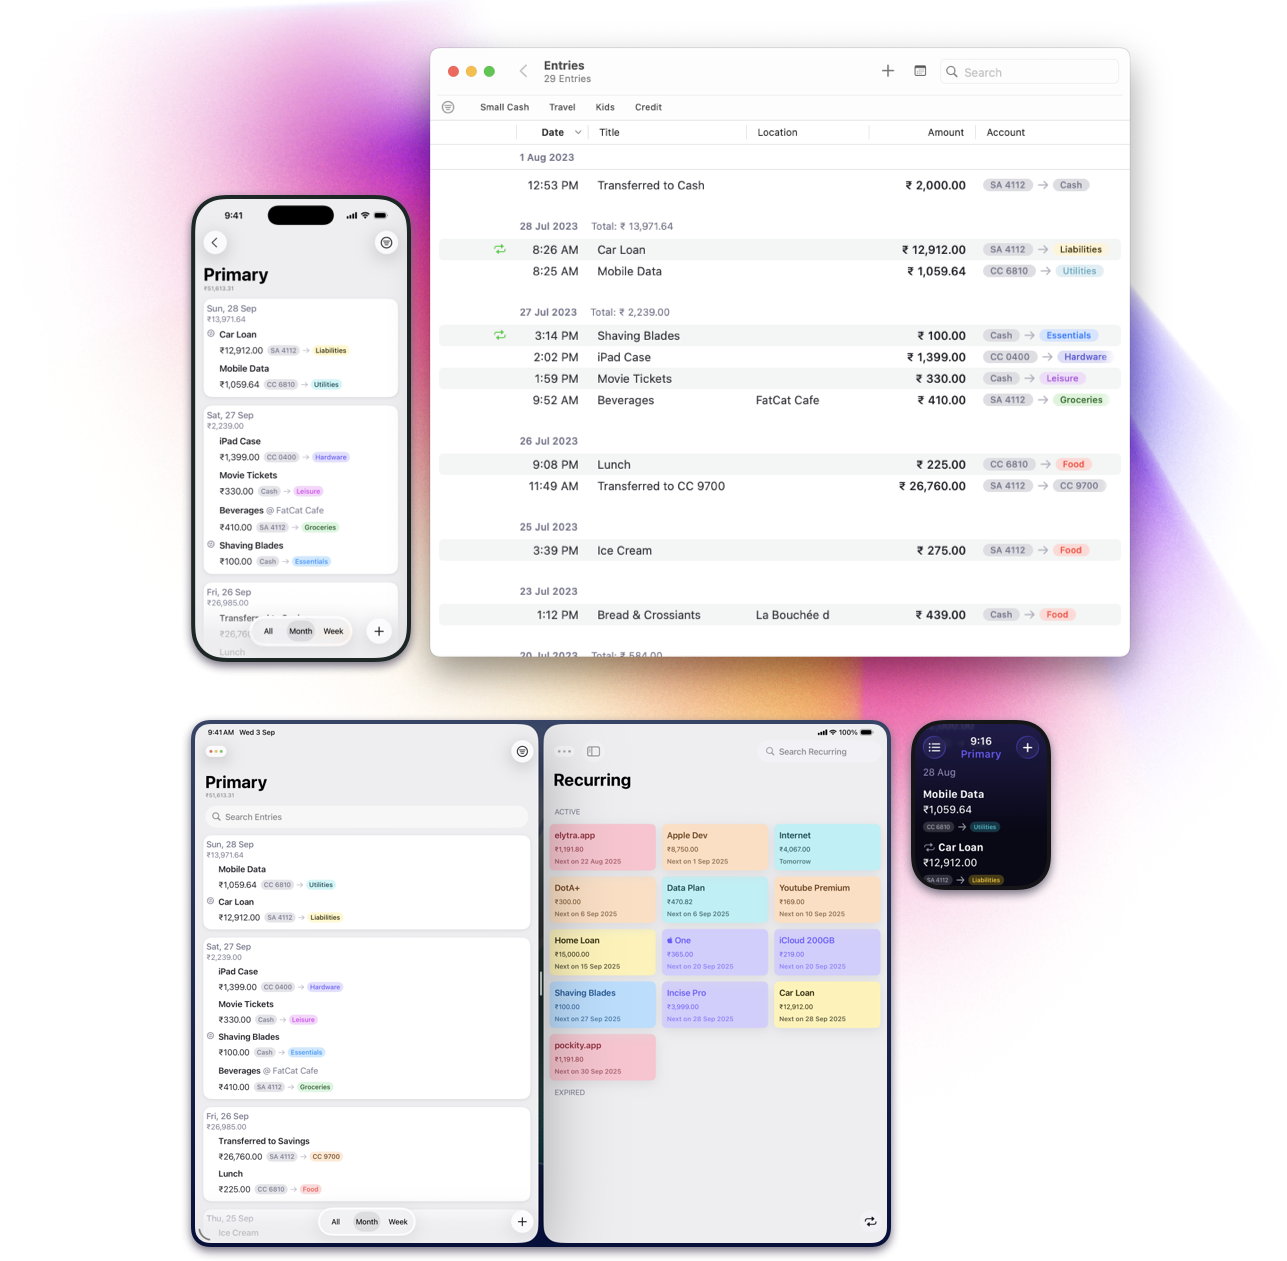 Entries
29 Entries
Search
Small Cash Travel Kids Credit
Date Title Location Amount Account
1 Aug 2023
12:53 PM Transferred to Cash ₹ 2,000.00 SA 4112 → Cash
28 Jul 2023 Total: ₹ 13,971.64
8:26 AM Car Loan ₹ 12,912.00 SA 4112 → Liabilities
8:25 AM Mobile Data ₹ 1,059.64 CC 6810 → Utilities
27 Jul 2023 Total: ₹ 2,239.00
3:14 PM Shaving Blades ₹ 100.00 Cash → Essentials
2:02 PM iPad Case ₹ 1,399.00 CC 0400 → Hardware
1:59 PM Movie Tickets ₹ 330.00 Cash → Leisure
9:52 AM Beverages FatCat Cafe ₹ 410.00 SA 4112 → Groceries
26 Jul 2023
9:08 PM Lunch ₹ 225.00 CC 6810 → Food
11:49 AM Transferred to CC 9700 ₹ 26,760.00 SA 4112 → CC 9700
25 Jul 2023
3:39 PM Ice Cream ₹ 275.00 SA 4112 → Food
23 Jul 2023
1:12 PM Bread & Crossiants La Bouchée d ₹ 439.00 Cash → Food
20 Jul 2023 Total: ₹ 584.00
9:41
Primary
₹51,613.31
Sun, 28 Sep
₹13,971.64
Car Loan
₹12,912.00 SA 4112 → Liabilities
Mobile Data
₹1,059.64 CC 6810 → Utilities
Sat, 27 Sep
₹2,239.00
iPad Case
₹1,399.00 CC 0400 → Hardware
Movie Tickets
₹330.00 Cash → Leisure
Beverages @ FatCat Cafe
₹410.00 SA 4112 → Groceries
Shaving Blades
₹100.00 Cash → Essentials
Fri, 26 Sep
₹26,985.00
All Month Week
Lunch
9:41 AM Wed 3 Sep
Primary
₹51,613.31
Search Entries
Sun, 28 Sep
₹13,971.64
Mobile Data
₹1,059.64 CC 6810 → Utilities
Car Loan
₹12,912.00 SA 4112 → Liabilities
Sat, 27 Sep
₹2,239.00
iPad Case
₹1,399.00 CC 0400 → Hardware
Movie Tickets
₹330.00 Cash → Leisure
Shaving Blades
₹100.00 Cash → Essentials
Beverages @ FatCat Cafe
₹410.00 SA 4112 → Groceries
Fri, 26 Sep
₹26,985.00
Transferred to Savings
₹26,760.00 SA 4112 → CC 9700
Lunch
₹225.00 CC 6810 → Food
Thu, 25 Sep
Ice Cream
All Month Week
100%
Search Recurring
Recurring
ACTIVE
elytra.app
₹1,191.80
Next on 22 Aug 2025
Apple Dev
₹8,750.00
Next on 1 Sep 2025
Internet
₹4,067.00
Tomorrow
DotA+
₹300.00
Next on 6 Sep 2025
Data Plan
₹470.82
Next on 6 Sep 2025
Youtube Premium
₹169.00
Next on 10 Sep 2025
Home Loan
₹15,000.00
Next on 15 Sep 2025
One
₹365.00
Next on 20 Sep 2025
iCloud 200GB
₹219.00
Next on 20 Sep 2025
Shaving Blades
₹100.00
Next on 27 Sep 2025
Incise Pro
₹3,999.00
Next on 28 Sep 2025
Car Loan
₹12,912.00
Next on 28 Sep 2025
pockity.app
₹1,191.80
Next on 30 Sep 2025
EXPIRED
9:16
Primary
28 Aug
Mobile Data
₹1,059.64
CC 6810 → Utilities
Car Loan
₹12,912.00
SA 4112 → Liabilities